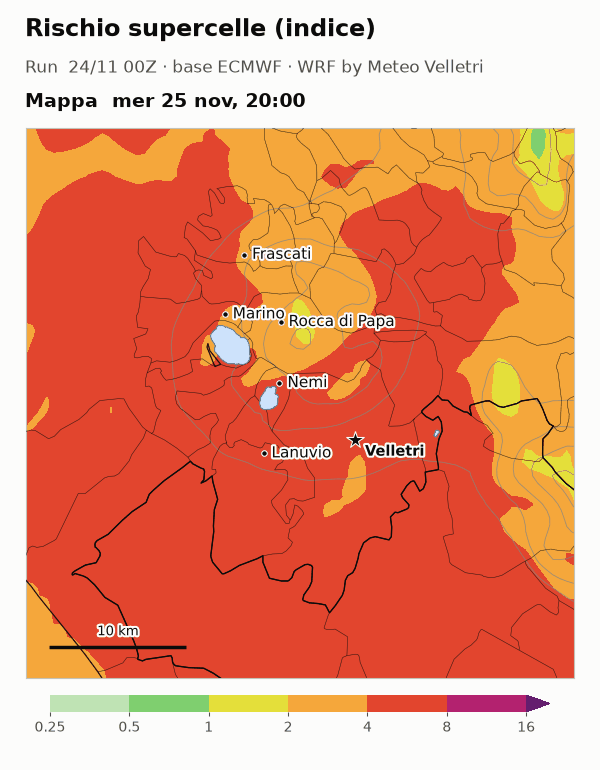 Rischio supercelle (indice)
Run  24/11 00Z · base ECMWF · WRF by Meteo Velletri
Mappa  mer 25 nov, 20:00
Frascati
Marino
Rocca di Papa
Nemi
Velletri
Lanuvio
10 km
0.25 0.5 1 2 4 8 16